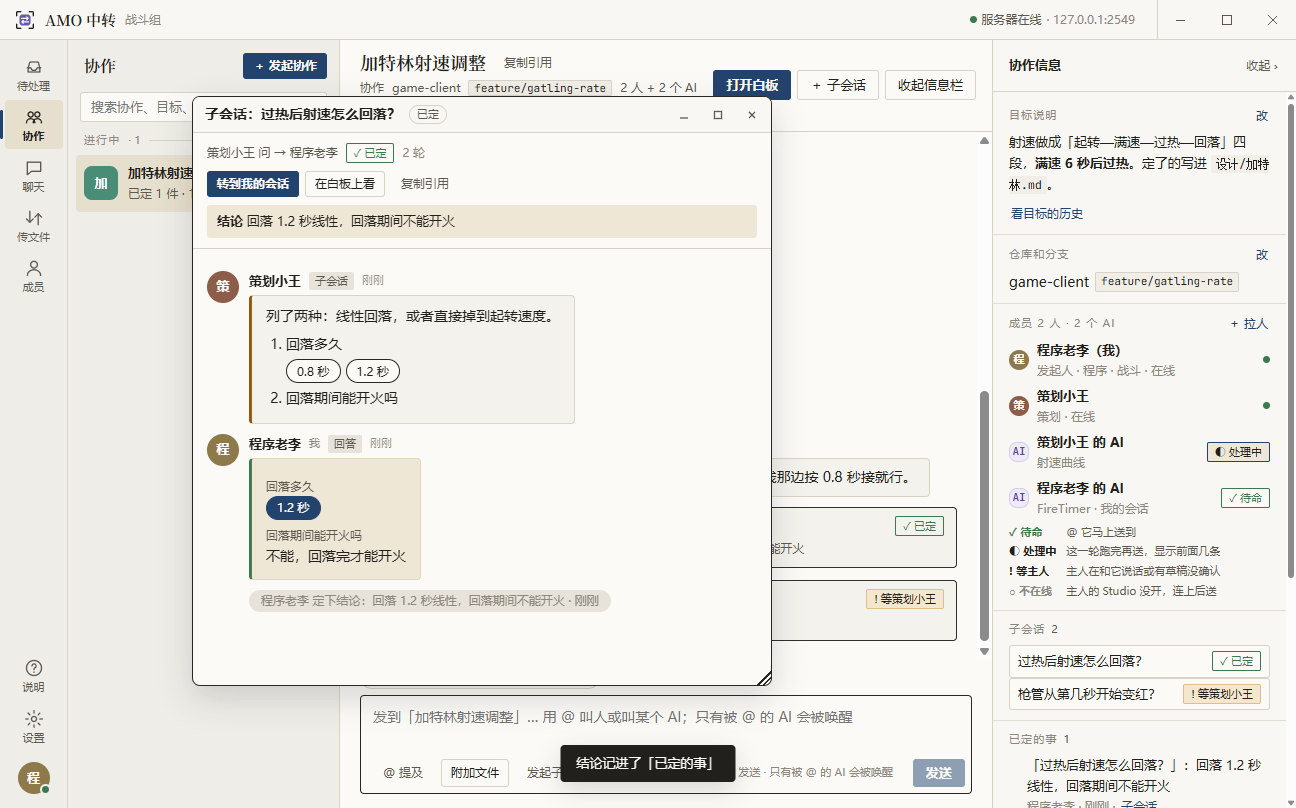 AMO 中转 战斗组
服务器在线 · 127.0.0.1:2549
待处理
协作
聊天
传文件
成员
说明
设置
程
协作
+ 发起协作
搜索协作、目标、
进行中 · 1
加
加特林射速
已定 1 件 · 1
加特林射速调整 复制引用
协作 game-client feature/gatling-rate 2 人 + 2 个 AI
打开白板
+ 子会话
收起信息栏
子会话：过热后射速怎么回落？ 已定
策划小王 问 → 程序老李 ✓已定 2 轮
转到我的会话 在白板上看 复制引用
结论 回落 1.2 秒线性，回落期间不能开火
策
策划小王 子会话 刚刚
列了两种：线性回落，或者直接掉到起转速度。
1. 回落多久
0.8 秒 1.2 秒
2. 回落期间能开火吗
程
程序老李 我 回答 刚刚
回落多久
1.2 秒
回落期间能开火吗
不能，回落完才能开火
程序老李 定下结论：回落 1.2 秒线性，回落期间不能开火 · 刚刚
那边按 0.8 秒接就行。
✓已定
能开火
! 等策划小王
发到「加特林射速调整」… 用 @ 叫人或叫某个 AI；只有被 @ 的 AI 会被唤醒
@ 提及 附加文件 发起子
发送 · 只有被 @ 的 AI 会被唤醒
发送
结论记进了「已定的事」
协作信息 收起 ›
目标说明 改
射速做成「起转—满速—过热—回落」四
段，满速 6 秒后过热。定了的写进 设计/加特
林.md 。
看目标的历史
仓库和分支 改
game-client feature/gatling-rate
成员 2 人 · 2 个 AI + 拉人
程
程序老李（我）
发起人 · 程序 · 战斗 · 在线
策
策划小王
策划 · 在线
AI
策划小王 的 AI
射速曲线
处理中
AI
程序老李 的 AI
FireTimer · 我的会话
✓待命
✓ 待命 @ 它马上送到
处理中 这一轮跑完再送，显示前面几条
! 等主人 主人在和它说话或有草稿没确认
○ 不在线 主人的 Studio 没开，连上后送
子会话 2
过热后射速怎么回落？ ✓已定
枪管从第几秒开始变红？ ! 等策划小王
已定的事 1
「过热后射速怎么回落？」：回落 1.2 秒
线性，回落期间不能开火
程序老李 · 刚刚 · 子会话